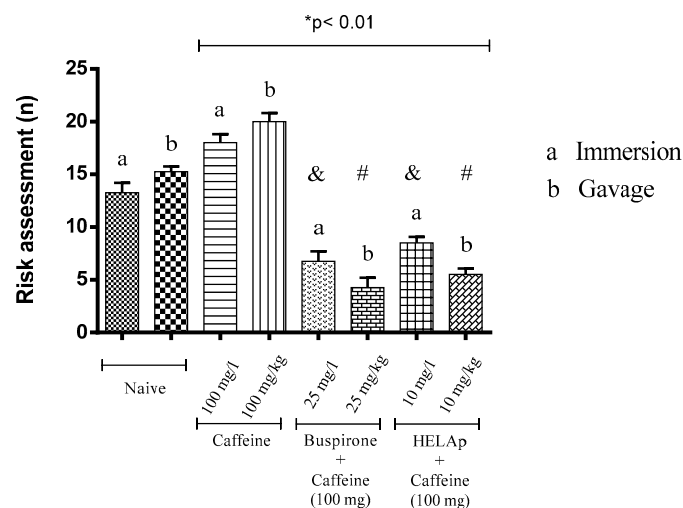 *p< 0.01
Risk assessment (n)
25
20
15
10
5
0
a
b
a
b
&
a
#
b
&
a
#
b
a Immersion
b Gavage
Naive
100 mg/l
100 mg/kg
25 mg/l
25 mg/kg
10 mg/l
10 mg/kg
Caffeine
Buspirone
+
Caffeine
(100 mg)
HELAp
+
Caffeine
(100 mg)